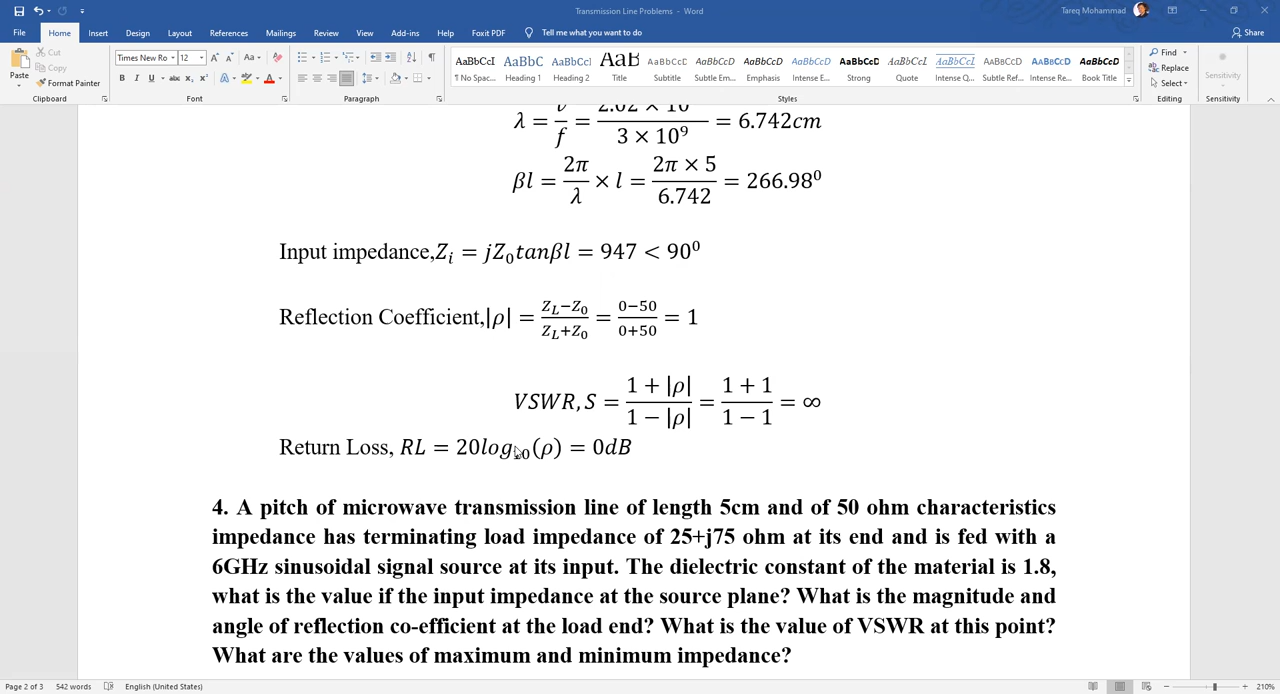 Transmission Line Problems - Word
Tareq Mohammad
File Home Insert Design Layout References Mailings Review View Add-ins Help Foxit PDF Tell me what you want to do Share
Paste
Cut
Copy
Format Painter
Clipboard
Times New Ro 12
Font
Paragraph
AaBbCcI AaBbC AaBbCc AaB AaBbCcC AaBbCcD AaBbCcD AaBbCcD AaBbCcD AaBbCcD AaBbCcD AABBCCD AABBCCD AaBbCcD
¶ No Spac... Heading 1 Heading 2 Title Subtitle Subtle Em... Emphasis Intense E... Strong Quote Intense Q... Subtle Ref... Intense Re... Book Title
Styles
Find
Replace
Select
Editing
Sensitivity
Sensitivity
λ = v/f = 2.02 × 10/3 × 10⁹ = 6.742cm
βl = 2π/λ × l = 2π × 5/6.742 = 266.98⁰
Input impedance,Zᵢ = jZ₀tanβl = 947 < 90⁰
Reflection Coefficient,|ρ| = Z_L−Z₀/Z_L+Z₀ = 0−50/0+50 = 1
VSWR, S = 1 + |ρ|/1 − |ρ| = 1 + 1/1 − 1 = ∞
Return Loss, RL = 20log₁₀(ρ) = 0dB
4. A pitch of microwave transmission line of length 5cm and of 50 ohm characteristics
impedance has terminating load impedance of 25+j75 ohm at its end and is fed with a
6GHz sinusoidal signal source at its input. The dielectric constant of the material is 1.8,
what is the value if the input impedance at the source plane? What is the magnitude and
angle of reflection co-efficient at the load end? What is the value of VSWR at this point?
What are the values of maximum and minimum impedance?
Page 2 of 3 542 words English (United States) 210%